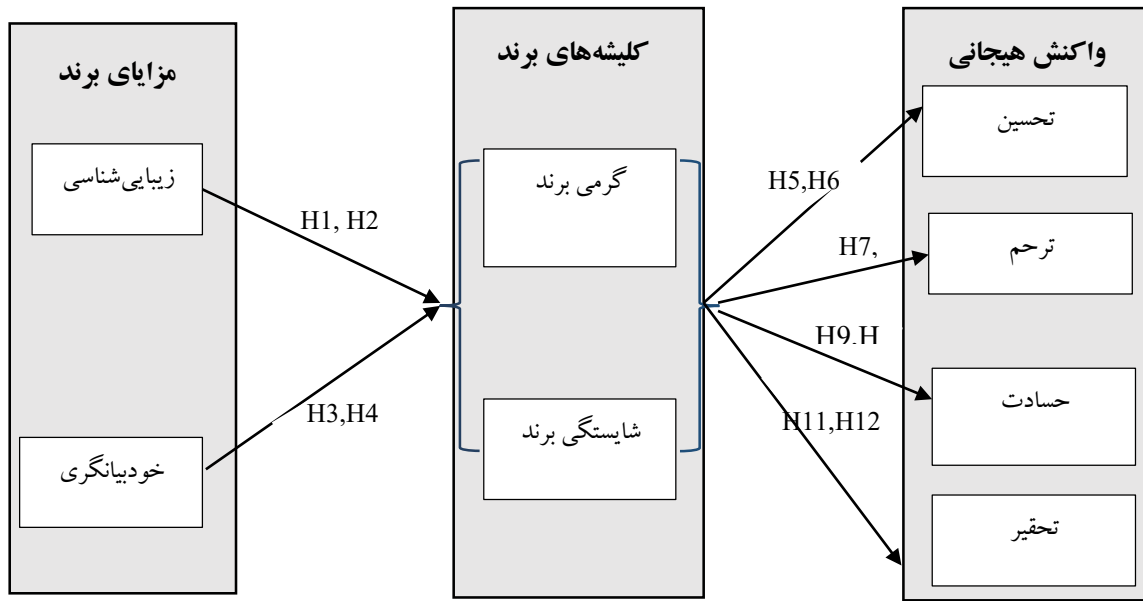 مزایای برند
زیبایی‌شناسی
خودبیانگری
H1, H2
H3,H4
کلیشه‌های برند
گرمی برند
شایستگی برند
H5,H6
H7,
H9,H
H11,H12
واکنش هیجانی
تحسین
ترحم
حسادت
تحقیر